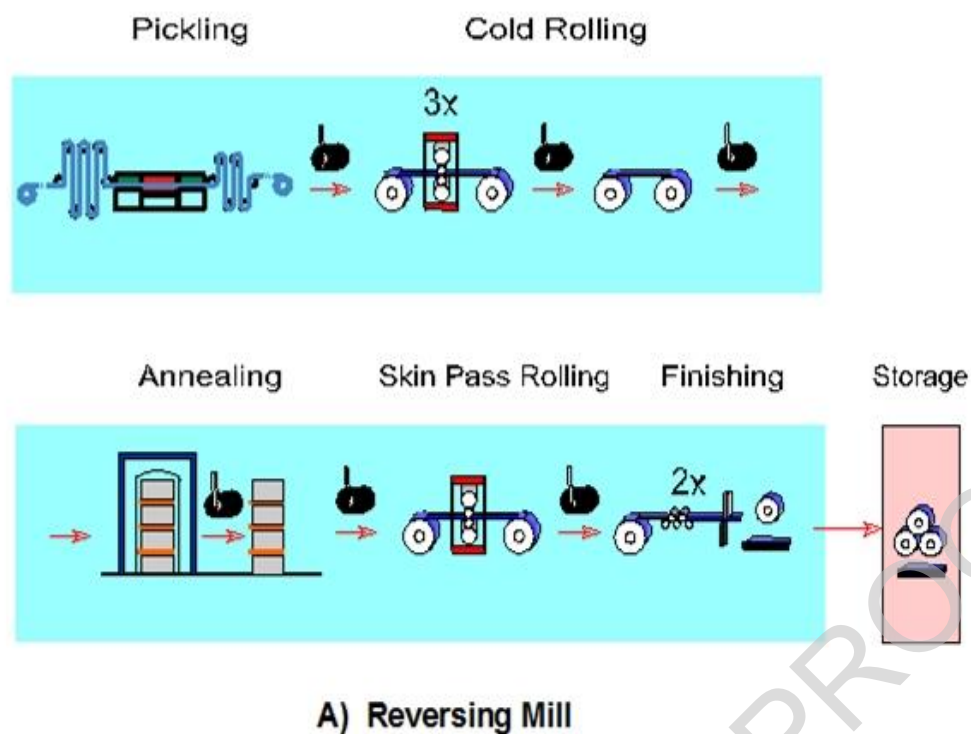 Pickling Cold Rolling
3x
Annealing Skin Pass Rolling Finishing Storage
2x
A) Reversing Mill